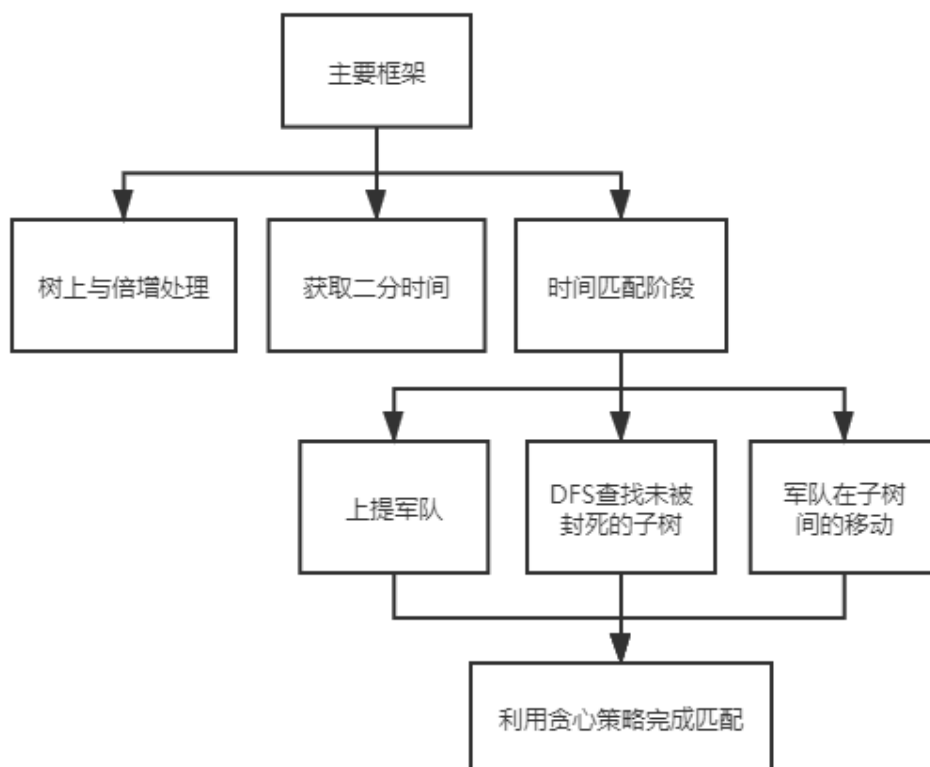 主要框架
树上与倍增处理
获取二分时间
时间匹配阶段
上提军队
DFS查找未被
封死的子树
军队在子树
间的移动
利用贪心策略完成匹配